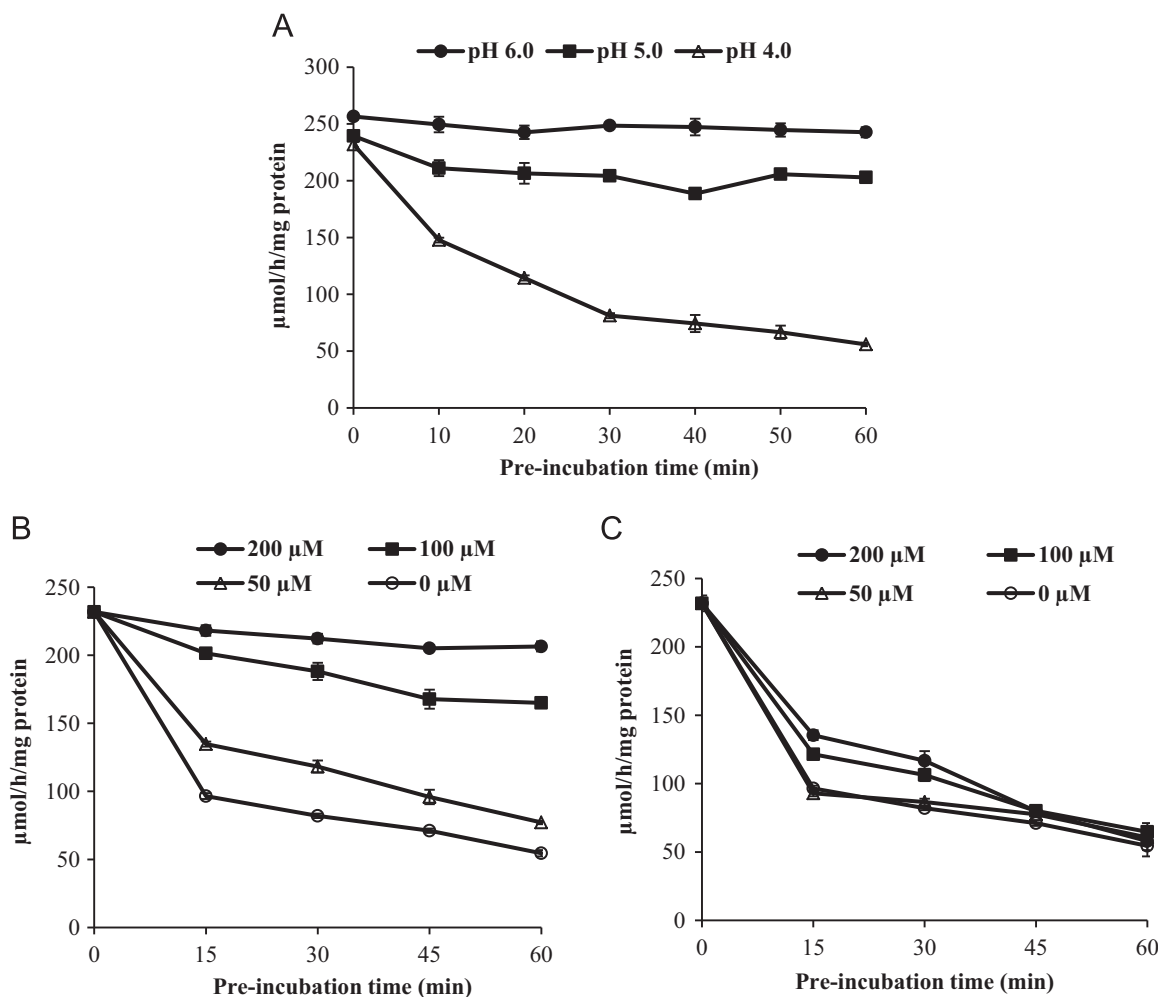 A
pH 6.0 pH 5.0 pH 4.0
300
250
200
150
100
50
0
µmol/h/mg protein
0 10 20 30 40 50 60
Pre-incubation time (min)
B
200 µM 100 µM
50 µM 0 µM
250
200
150
100
50
0
µmol/h/mg protein
0 15 30 45 60
Pre-incubation time (min)
C
200 µM 100 µM
50 µM 0 µM
250
200
150
100
50
0
µmol/h/mg protein
0 15 30 45 60
Pre-incubation time (min)